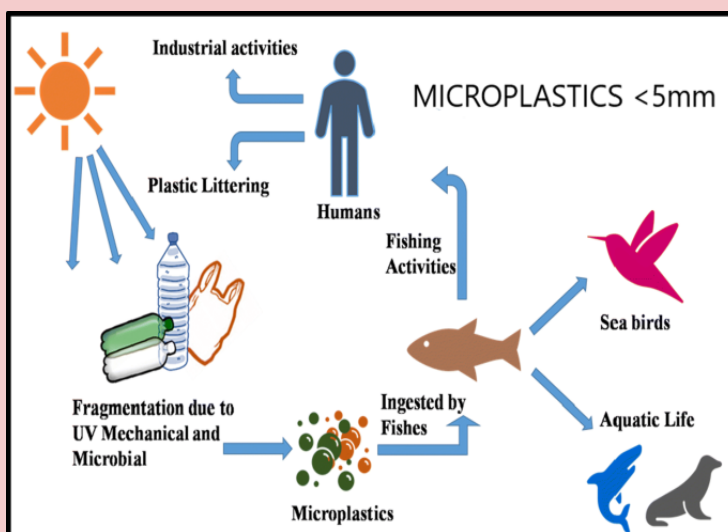 Industrial activities
MICROPLASTICS <5mm
Plastic Littering
Humans
Fishing
Activities
Sea birds
Fragmentation due to
UV Mechanical and
Microbial
Ingested by
Fishes
Aquatic Life
Microplastics